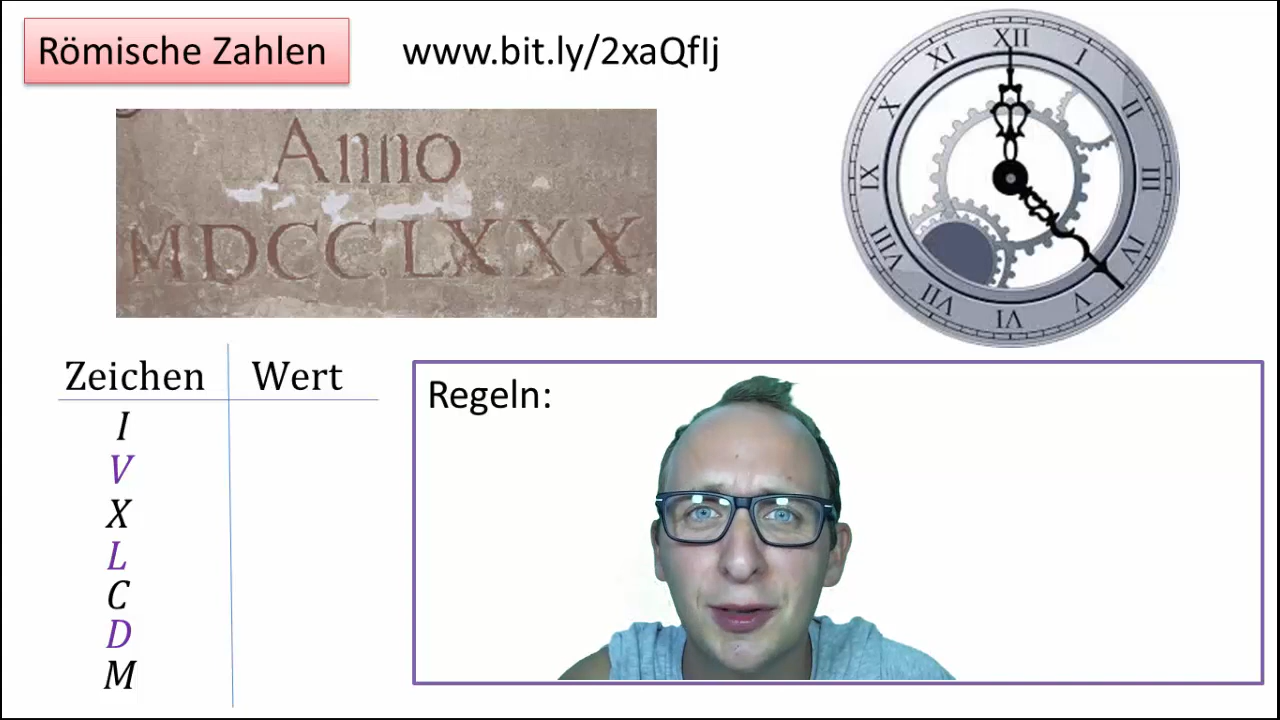 Römische Zahlen
www.bit.ly/2xaQfIj
Anno
MDCCLXXX
XII
I
II
III
IV
V
VI
VII
VIII
IX
X
XI
Zeichen Wert
I
V
X
L
C
D
M
Regeln: